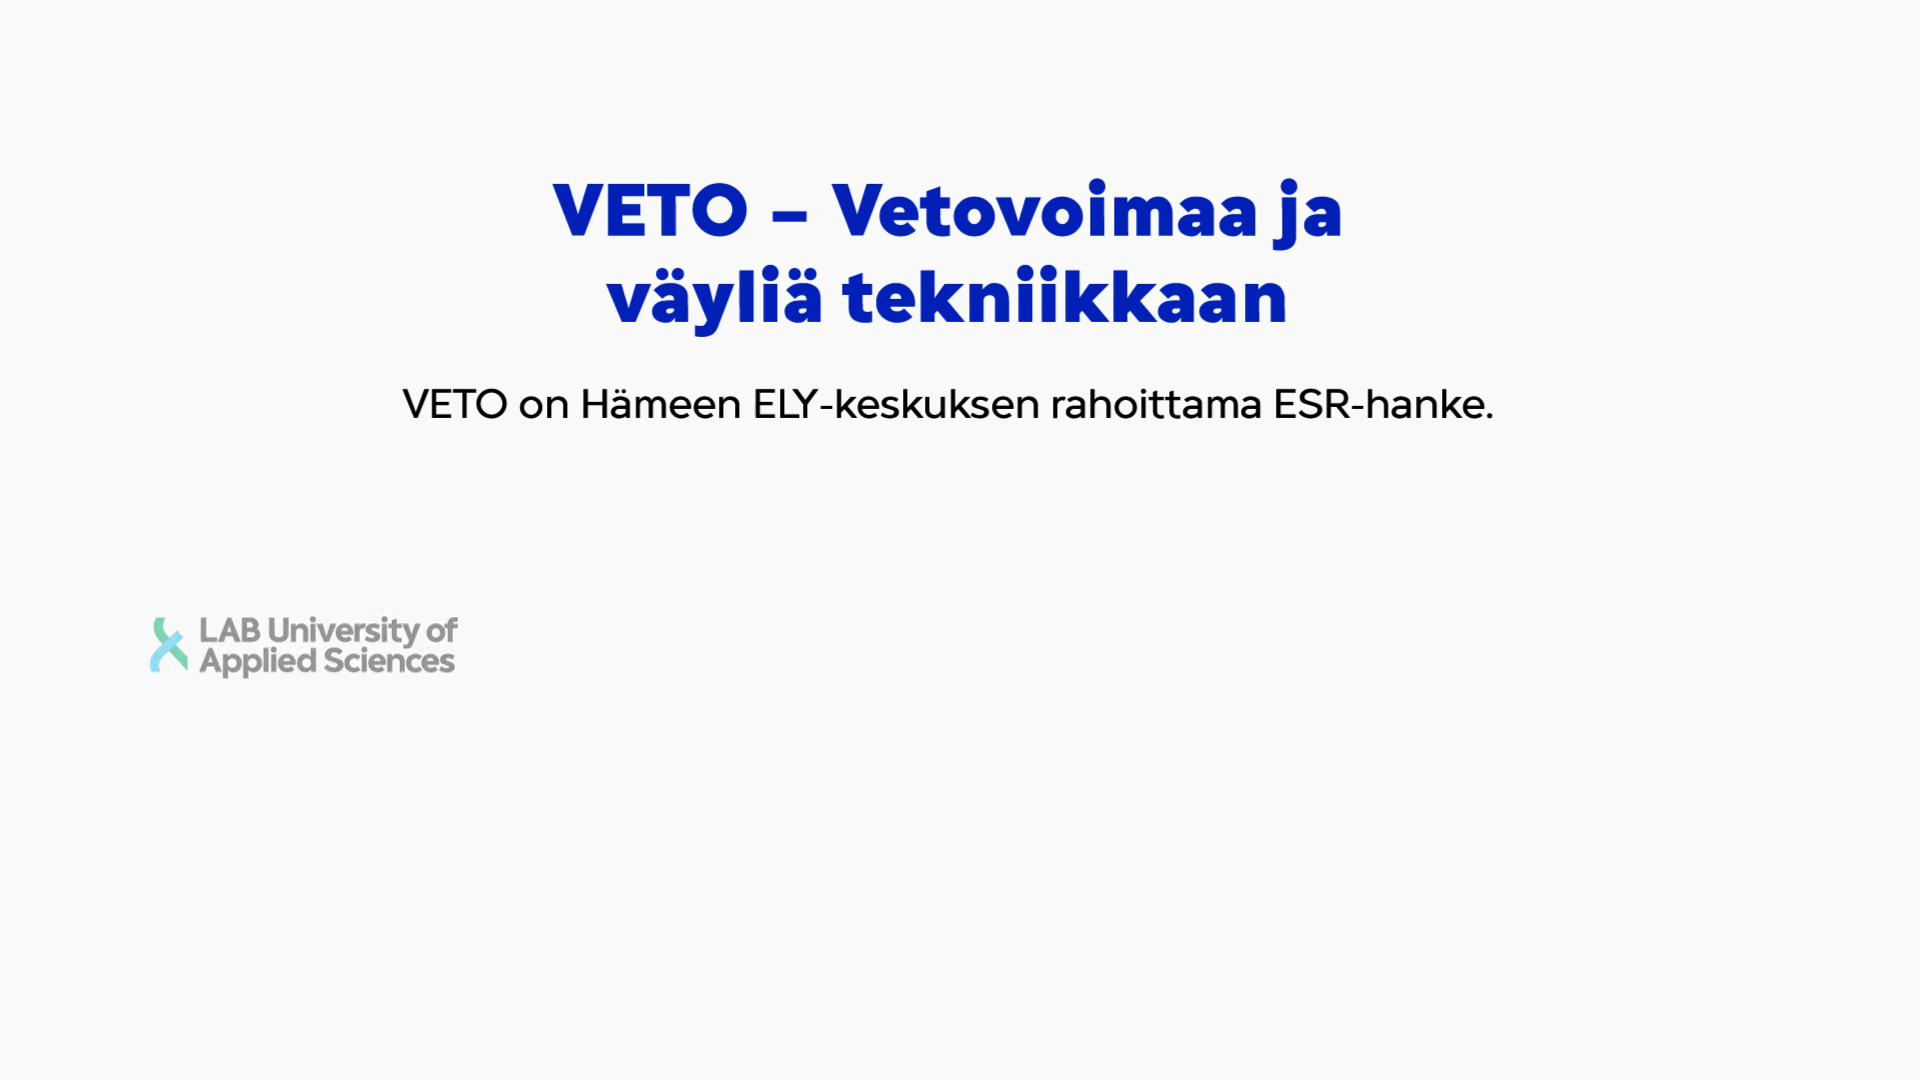 VETO – Vetovoimaa ja
väyliä tekniikkaan
VETO on Hämeen ELY-keskuksen rahoittama ESR-hanke.
LAB University of
Applied Sciences